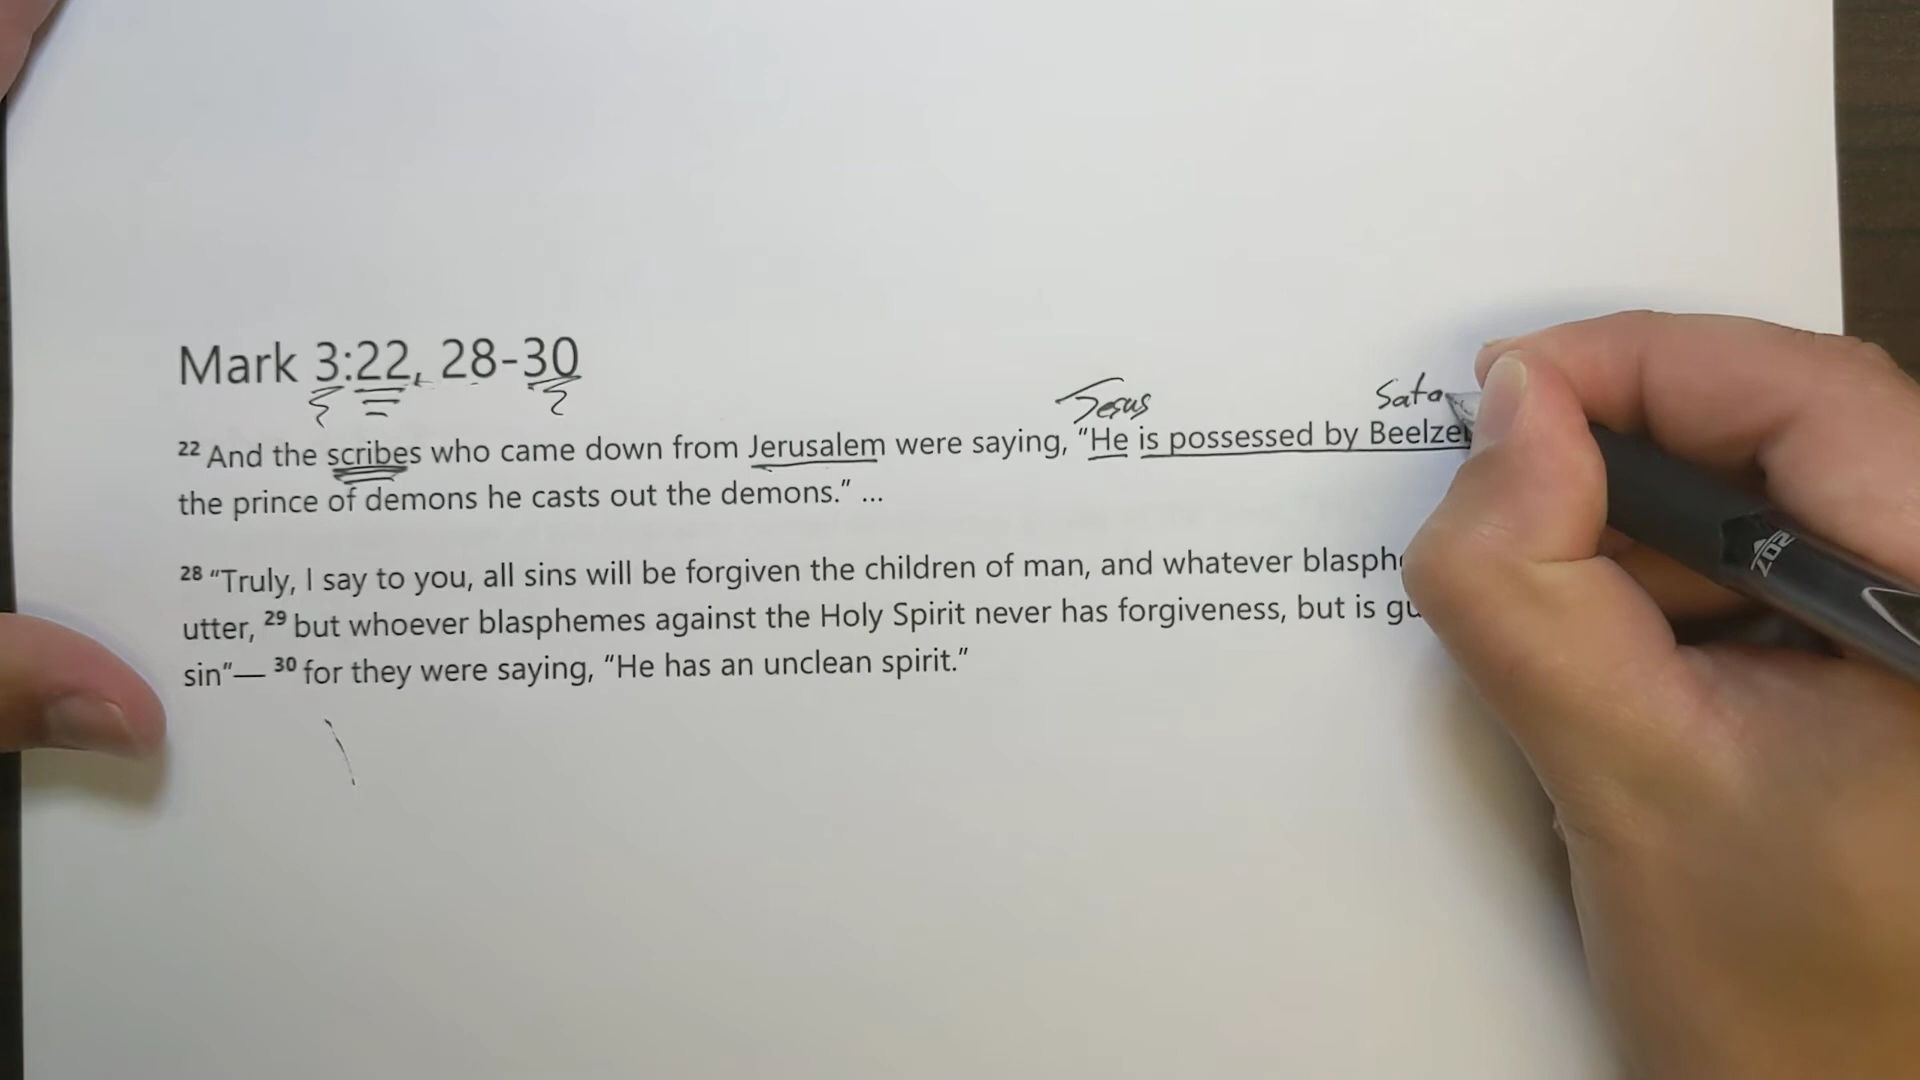 Mark 3:22, 28-30
Jesus Sata
22 And the scribes who came down from Jerusalem were saying, “He is possessed by Beelze
the prince of demons he casts out the demons.” ...
28 “Truly, I say to you, all sins will be forgiven the children of man, and whatever blasph
utter, 29 but whoever blasphemes against the Holy Spirit never has forgiveness, but is gu
sin”— 30 for they were saying, “He has an unclean spirit.”
207